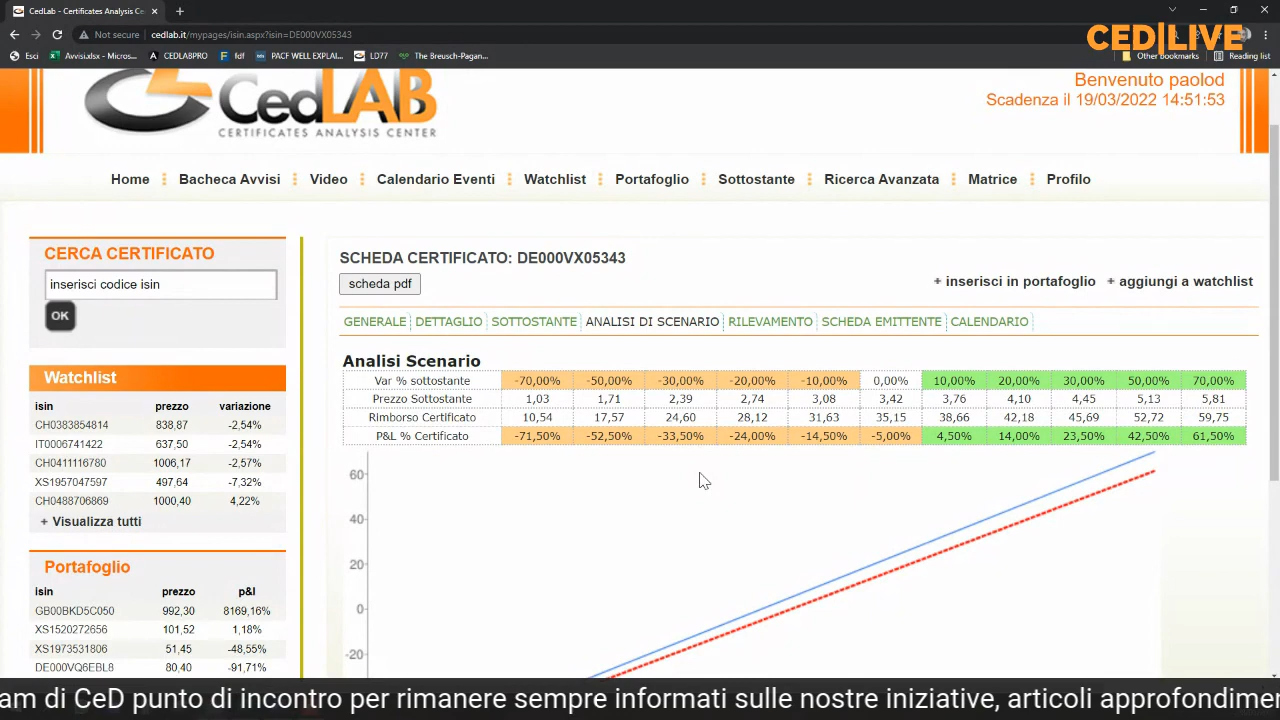 CedLab - Certificates Analysis Ce
Not secure | cedlab.it/mypages/isin.aspx?isin=DE000VX05343
CED|LIVE
Esci Avvisi.xlsx - Micros... CEDLABPRO fdf PACF WELL EXPLAI... LD77 The Breusch-Pagan... Other bookmarks Reading list
CedLAB
CERTIFICATES ANALYSIS CENTER
Benvenuto paolod
Scadenza il 19/03/2022 14:51:53
Home Bacheca Avvisi Video Calendario Eventi Watchlist Portafoglio Sottostante Ricerca Avanzata Matrice Profilo
CERCA CERTIFICATO
inserisci codice isin
OK
Watchlist
isin prezzo variazione
CH0383854814 838,87 -2,54%
IT0006741422 637,50 -2,54%
CH0411116780 1006,17 -2,57%
XS1957047597 497,64 -7,32%
CH0488706869 1000,40 4,22%
+ Visualizza tutti
Portafoglio
isin prezzo p&l
GB00BKD5C050 992,30 8169,16%
XS1520272656 101,52 1,18%
XS1973531806 51,45 -48,55%
DE000VQ6EBL8 80,40 -91,71%
SCHEDA CERTIFICATO: DE000VX05343
scheda pdf
+ inserisci in portafoglio + aggiungi a watchlist
GENERALE DETTAGLIO SOTTOSTANTE ANALISI DI SCENARIO RILEVAMENTO SCHEDA EMITTENTE CALENDARIO
Analisi Scenario
Var % sottostante -70,00% -50,00% -30,00% -20,00% -10,00% 0,00% 10,00% 20,00% 30,00% 50,00% 70,00%
Prezzo Sottostante 1,03 1,71 2,39 2,74 3,08 3,42 3,76 4,10 4,45 5,13 5,81
Rimborso Certificato 10,54 17,57 24,60 28,12 31,63 35,15 38,66 42,18 45,69 52,72 59,75
P&L % Certificato -71,50% -52,50% -33,50% -24,00% -14,50% -5,00% 4,50% 14,00% 23,50% 42,50% 61,50%
60
40
20
0
-20
am di CeD punto di incontro per rimanere sempre informati sulle nostre iniziative, articoli approfondime